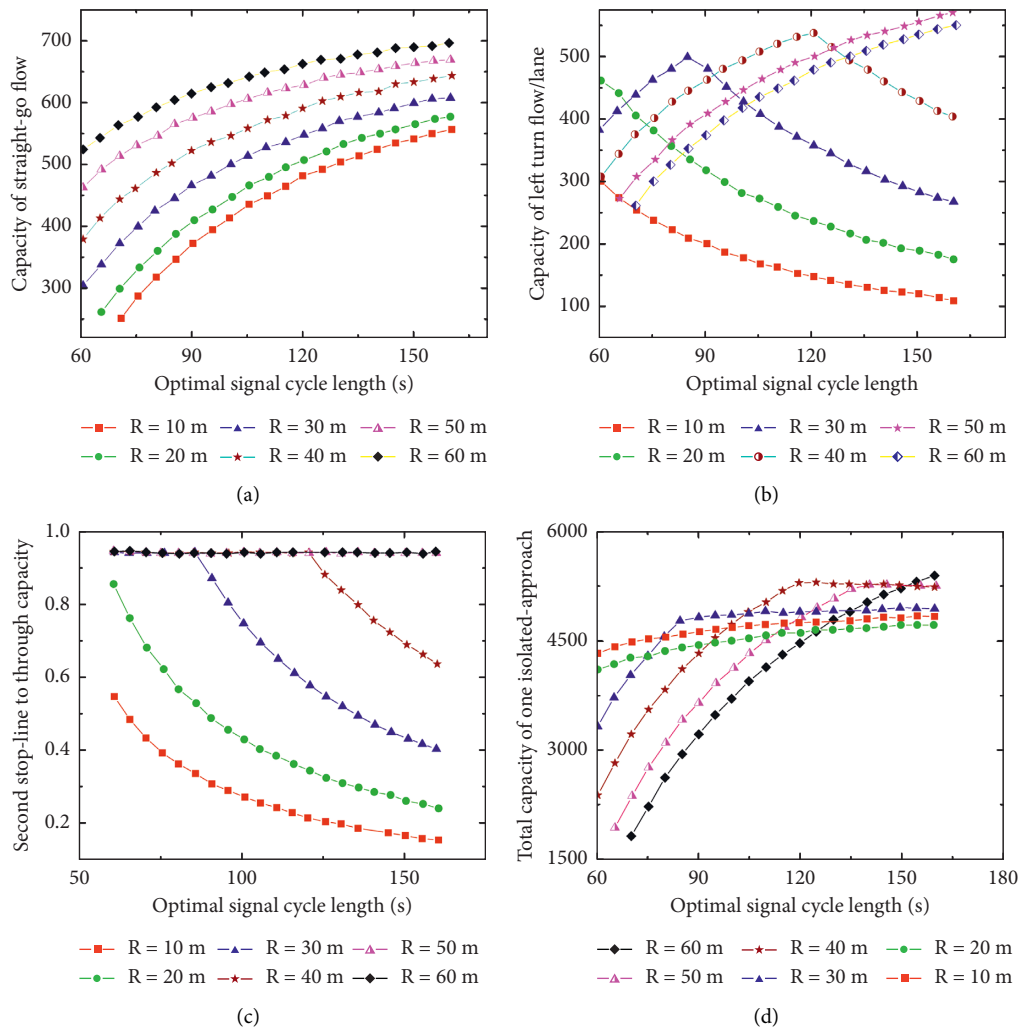 700
600
500
400
300
60
90
120
150
Capacity of straight-go flow
Optimal signal cycle length (s)
R = 10 m
R = 30 m
R = 50 m
R = 20 m
R = 40 m
R = 60 m
(a)
500
400
300
200
100
60
90
120
150
Capacity of left turn flow/lane
Optimal signal cycle length
R = 10 m
R = 30 m
R = 50 m
R = 20 m
R = 40 m
R = 60 m
(b)
1.0
0.8
0.6
0.4
0.2
50
100
150
Second stop-line to through capacity
Optimal signal cycle length (s)
R = 10 m
R = 30 m
R = 50 m
R = 20 m
R = 40 m
R = 60 m
(c)
6000
4500
3000
1500
60
90
120
150
180
Total capacity of one isolated-approach
Optimal signal cycle length (s)
R = 60 m
R = 40 m
R = 20 m
R = 50 m
R = 30 m
R = 10 m
(d)